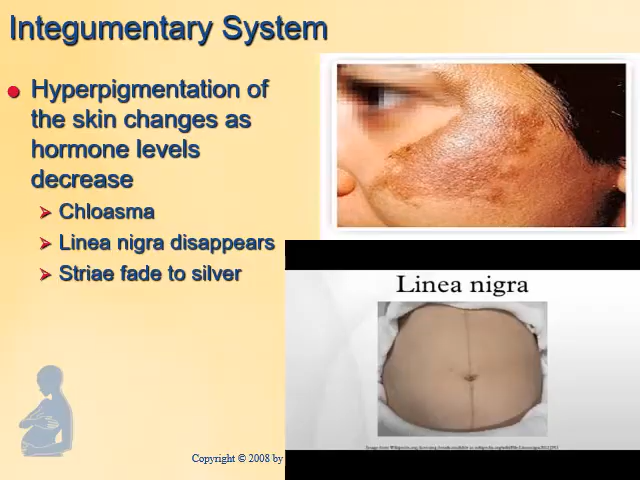 Integumentary System
Hyperpigmentation of
the skin changes as
hormone levels
decrease
Chloasma
Linea nigra disappears
Striae fade to silver
Linea nigra
Copyright © 2008 by